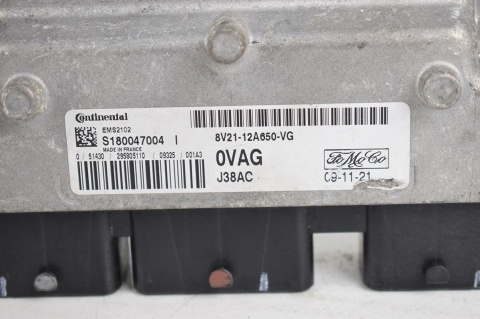 Continental
EMS2102
S180047004 I
MADE IN FRANCE
0 / 51430 / 295805110 / 09325 / 001A3
8V21-12A650-VG
0VAG
J38AC
FoMoCo
09-11-21